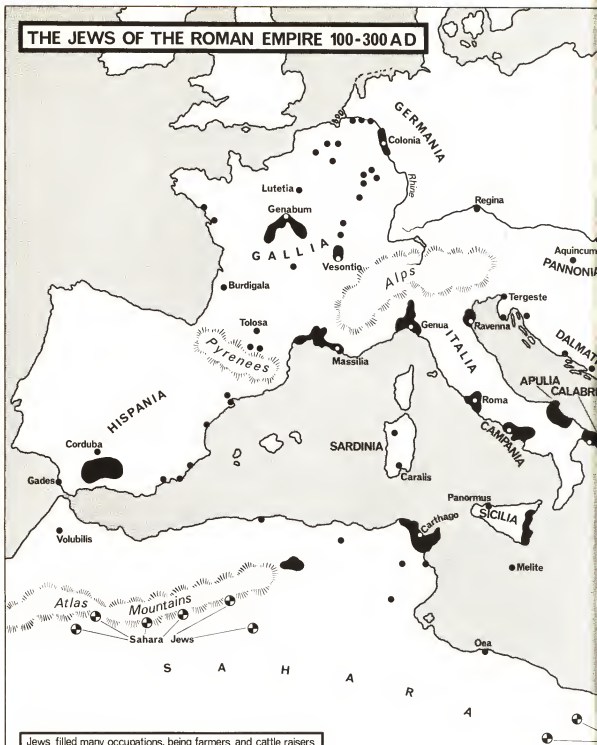 THE JEWS OF THE ROMAN EMPIRE 100-300 AD
GERMANIA
Colonia
Rhine
Lutetia
Genabum
Regina
GALLIA
Vesontio
Aquincum
PANNONIA
Alps
Burdigala
Tergeste
Tolosa
Genua
Ravenna
DALMAT
Pyrenees
Massilia
ITALIA
APULIA
CALABRI
HISPANIA
Roma
CAMPANIA
Corduba
SARDINIA
Gades
Caralis
Panormus
SICILIA
Carthago
Volubilis
Melite
Atlas Mountains
Sahara Jews
Oea
SAHARA
Jews filled many occupations, being farmers and cattle raisers